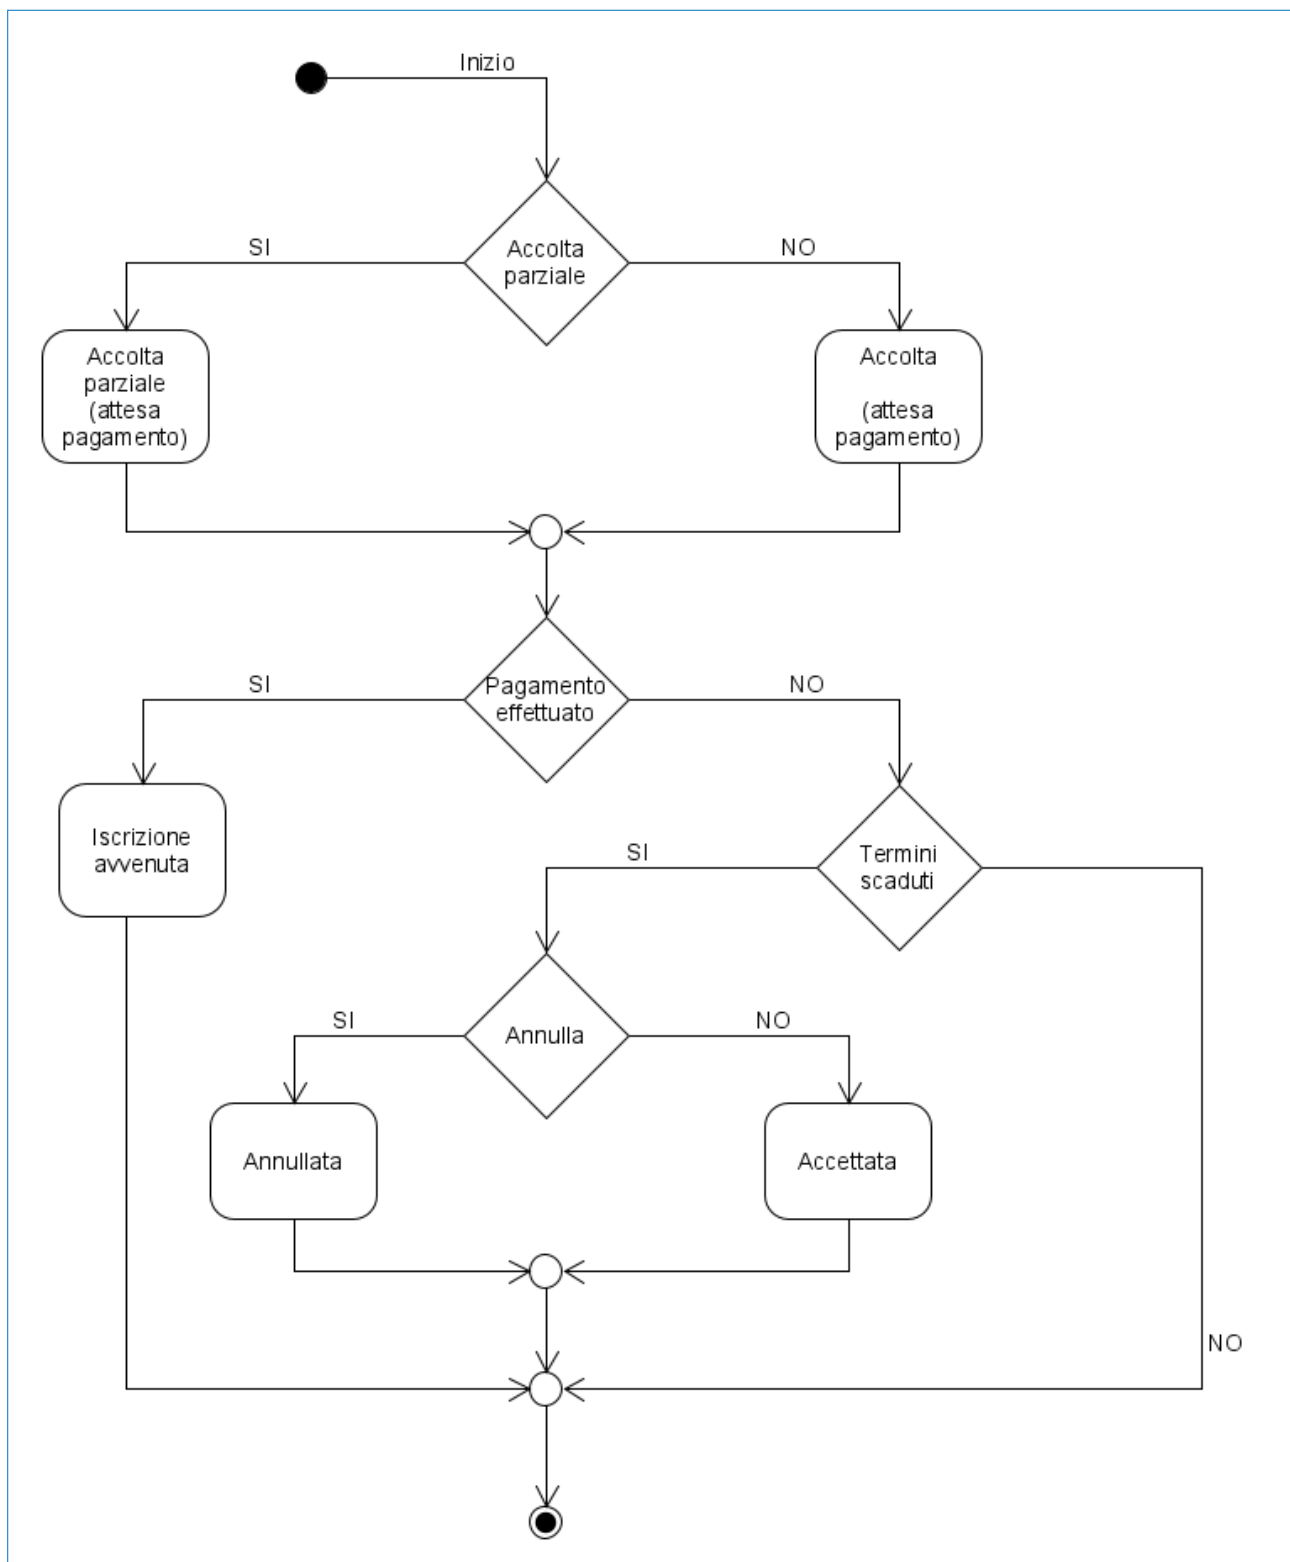 Inizio
Accolta
parziale
SI
NO
Accolta
parziale
(attesa
pagamento)
Accolta
(attesa
pagamento)
Pagamento
effettuato
SI
NO
Iscrizione
avvenuta
Termini
scaduti
SI
Annulla
SI
NO
Annullata
Accettata
NO